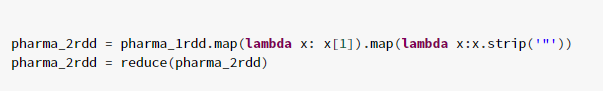 pharma_2rdd = pharma_1rdd.map(lambda x: x[1]).map(lambda x:x.strip('"'))
pharma_2rdd = reduce(pharma_2rdd)